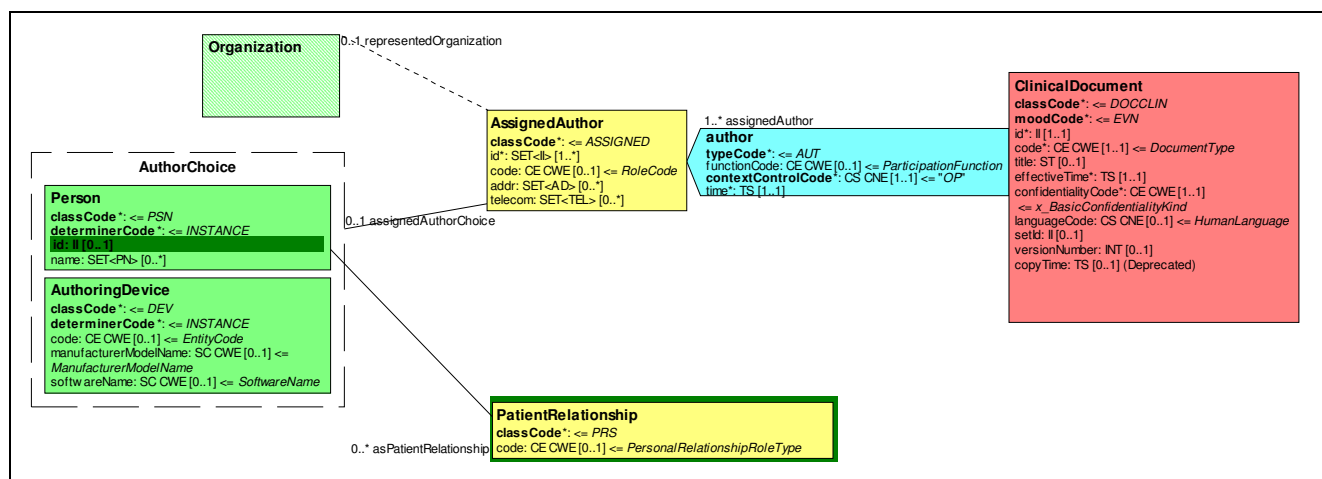 Organization
0..1 representedOrganization
AuthorChoice
Person
classCode*: <= PSN
determinerCode*: <= INSTANCE
id: II [0..1]
name: SET<PN> [0..*]
AuthoringDevice
classCode*: <= DEV
determinerCode*: <= INSTANCE
code: CE CWE [0..1] <= EntityCode
manufacturerModelName: SC CWE [0..1] <=
ManufacturerModelName
softwareName: SC CWE [0..1] <= SoftwareName
0..1 assignedAuthorChoice
AssignedAuthor
classCode*: <= ASSIGNED
id*: SET<II> [1..*]
code: CE CWE [0..1] <= RoleCode
addr: SET<AD> [0..*]
telecom: SET<TEL> [0..*]
1..* assignedAuthor
author
typeCode*: <= AUT
functionCode: CE CWE [0..1] <= ParticipationFunction
contextControlCode*: CS CNE [1..1] <= "OP"
time*: TS [1..1]
ClinicalDocument
classCode*: <= DOCCLIN
moodCode*: <= EVN
id*: II [1..1]
code*: CE CWE [1..1] <= DocumentType
title: ST [0..1]
effectiveTime*: TS [1..1]
confidentialityCode*: CE CWE [1..1]
<= x_BasicConfidentialityKind
languageCode: CS CNE [0..1] <= HumanLanguage
setId: II [0..1]
versionNumber: INT [0..1]
copyTime: TS [0..1] (Deprecated)
PatientRelationship
classCode*: <= PRS
code: CE CWE [0..1] <= PersonalRelationshipRoleType
0..* asPatientRelationship